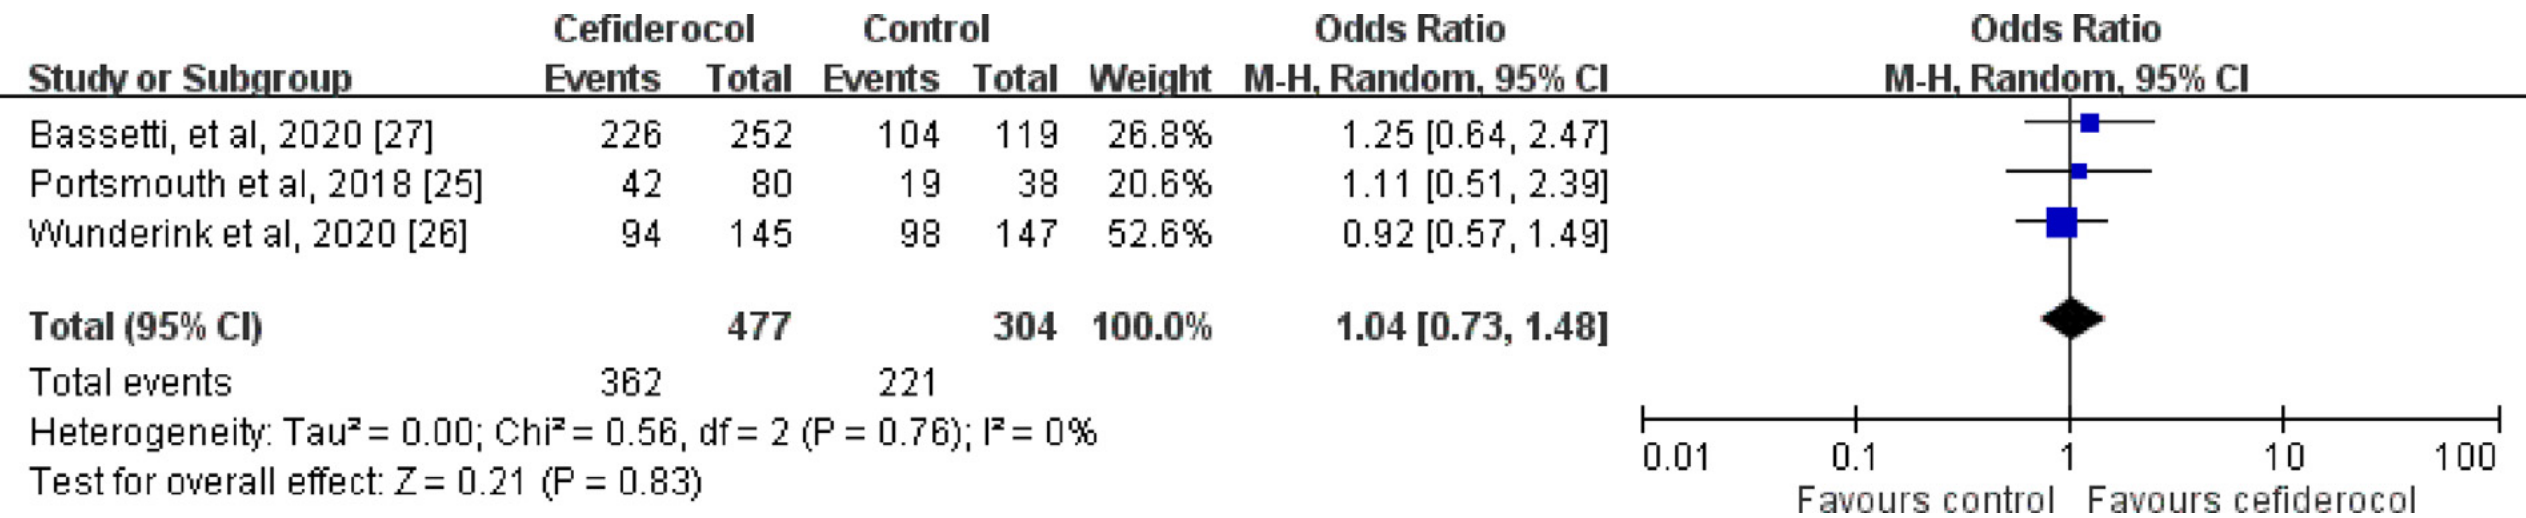 Cefiderocol Control Odds Ratio Odds Ratio
Study or Subgroup Events Total Events Total Weight M-H, Random, 95% CI M-H, Random, 95% CI
Bassetti, et al, 2020 [27] 226 252 104 119 26.8% 1.25 [0.64, 2.47]
Portsmouth et al, 2018 [25] 42 80 19 38 20.6% 1.11 [0.51, 2.39]
Wunderink et al, 2020 [26] 94 145 98 147 52.6% 0.92 [0.57, 1.49]
Total (95% CI) 477 304 100.0% 1.04 [0.73, 1.48]
Total events 362 221
Heterogeneity: Tau² = 0.00; Chi² = 0.56, df = 2 (P = 0.76); I² = 0%
Test for overall effect: Z = 0.21 (P = 0.83)
0.01 0.1 1 10 100
Favours control Favours cefiderocol